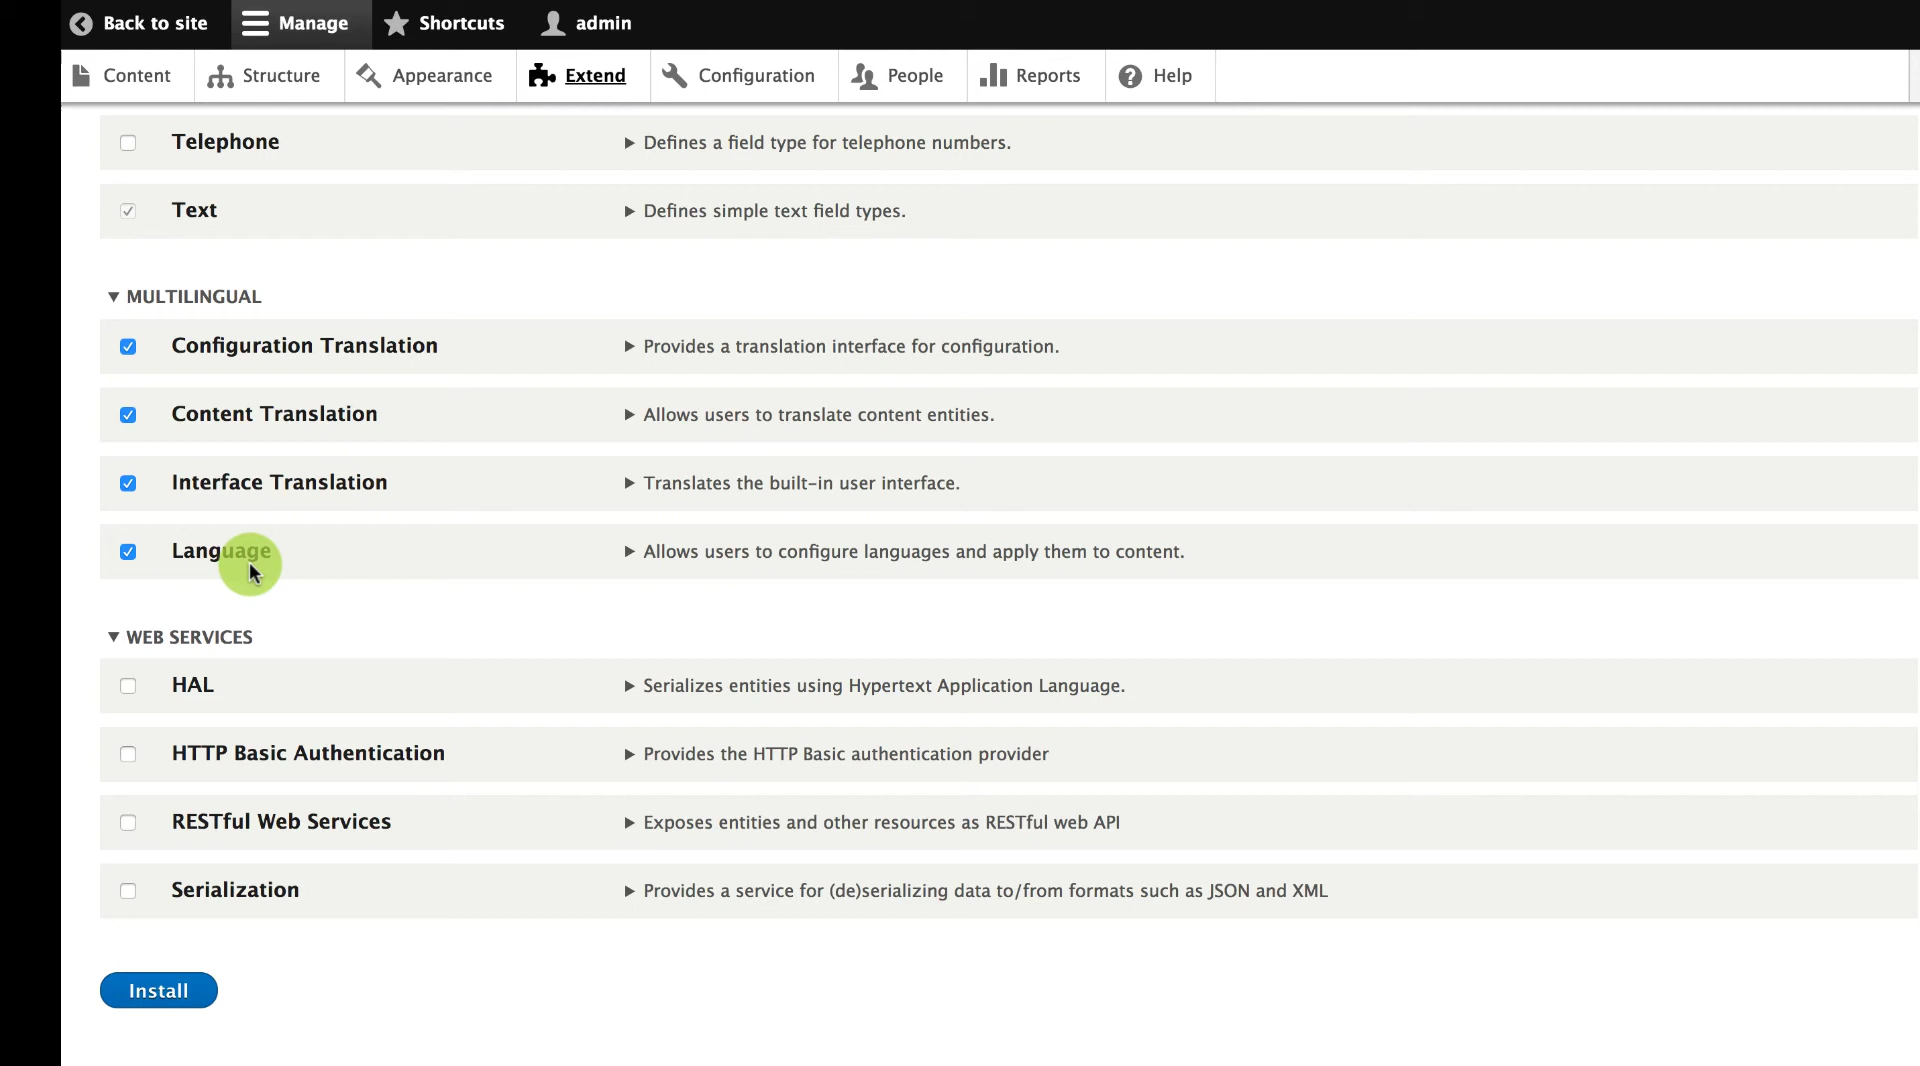 Back to site Manage Shortcuts admin
Content Structure Appearance Extend Configuration People Reports Help
Telephone ▶ Defines a field type for telephone numbers.
Text ▶ Defines simple text field types.
▼ MULTILINGUAL
Configuration Translation ▶ Provides a translation interface for configuration.
Content Translation ▶ Allows users to translate content entities.
Interface Translation ▶ Translates the built-in user interface.
Language ▶ Allows users to configure languages and apply them to content.
▼ WEB SERVICES
HAL ▶ Serializes entities using Hypertext Application Language.
HTTP Basic Authentication ▶ Provides the HTTP Basic authentication provider
RESTful Web Services ▶ Exposes entities and other resources as RESTful web API
Serialization ▶ Provides a service for (de)serializing data to/from formats such as JSON and XML
Install